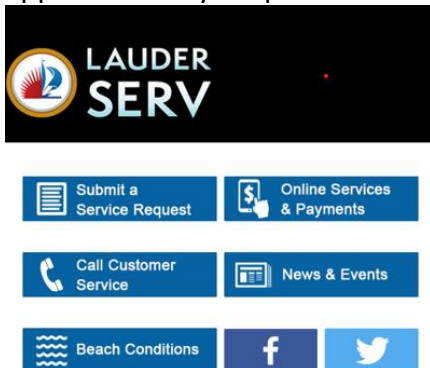 LAUDER
SERV
Submit a
Service Request
Online Services
& Payments
Call Customer
Service
News & Events
Beach Conditions